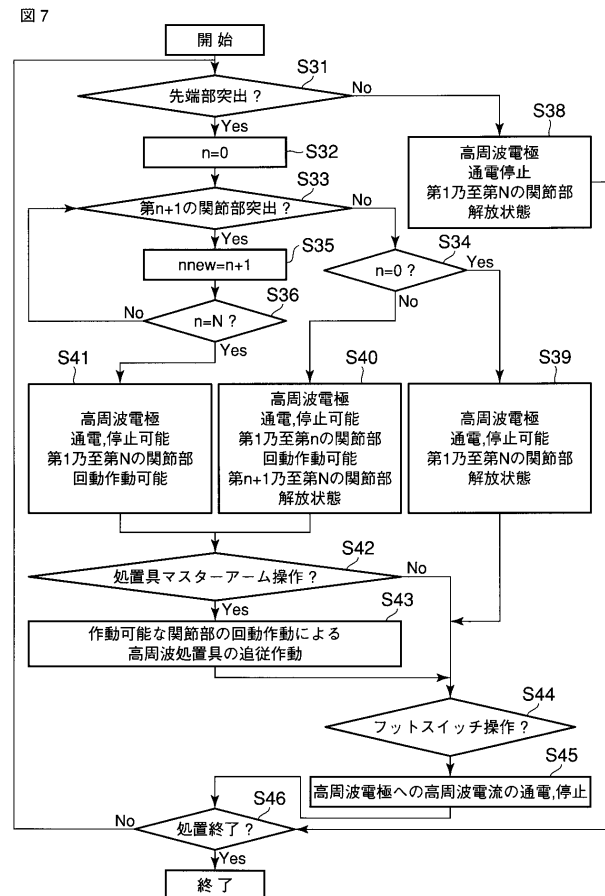 図7
開始
S31
先端部突出？
No
Yes
n=0
S32
S33
第n+1の関節部突出？
No
Yes
S35
nnew=n+1
S36
No
n=N？
Yes
S34
n=0？
Yes
No
S38
高周波電極
通電停止
第1乃至第Nの関節部
解放状態
S41
高周波電極
通電,停止可能
第1乃至第Nの関節部
回動作動可能
S40
高周波電極
通電,停止可能
第1乃至第nの関節部
回動作動可能
第n+1乃至第Nの関節部
解放状態
S39
高周波電極
通電,停止可能
第1乃至第Nの関節部
解放状態
S42
処置具マスターアーム操作？
No
Yes
S43
作動可能な関節部の回動作動による
高周波処置具の追従作動
S44
フットスイッチ操作？
S45
高周波電極への高周波電流の通電,停止
S46
No
処置終了？
Yes
終了